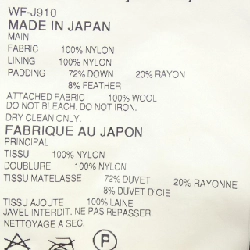 WF-J910
MADE IN JAPAN
MAIN
FABRIC 100% NYLON
LINING 100% NYLON
PADDING 72% DOWN 20% RAYON
8% FEATHER
ATTACHED FABRIC 100% WOOL
DO NOT BLEACH. DO NOT IRON.
DRY CLEAN ONLY.
FABRIQUE AU JAPON
PRINCIPAL
TISSU 100% NYLON
DOUBLURE 100% NYLON
TISSU MATELASSE 72% DUVET 20% RAYONNE
8% DUVET D'CIE
TISSU AJOUTE 100% LAINE
JAVEL INTERDIT. NE PAS REPASSER
NETTOYAGE A SEC.
P